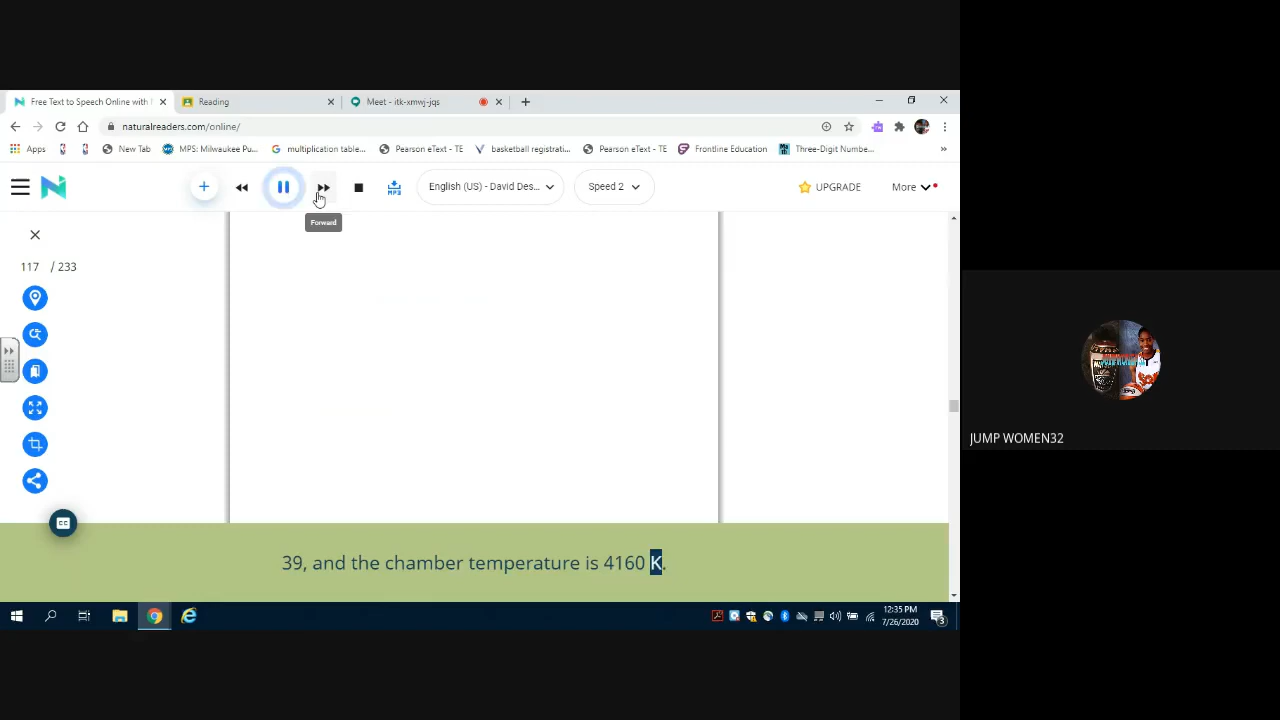 Free Text to Speech Online with
Reading
Meet - itk-xmwj-jqs
naturalreaders.com/online/
Apps
New Tab
MPS: Milwaukee Pu...
multiplication table...
Pearson eText - TE
basketball registrati...
Pearson eText - TE
Frontline Education
Three-Digit Numbe...
»
MP3
English (US) - David Des...
Speed 2
UPGRADE
More
Forward
117 / 233
CC
39, and the chamber temperature is 4160 K.
12:35 PM
7/26/2020
3
JUMP WOMEN32